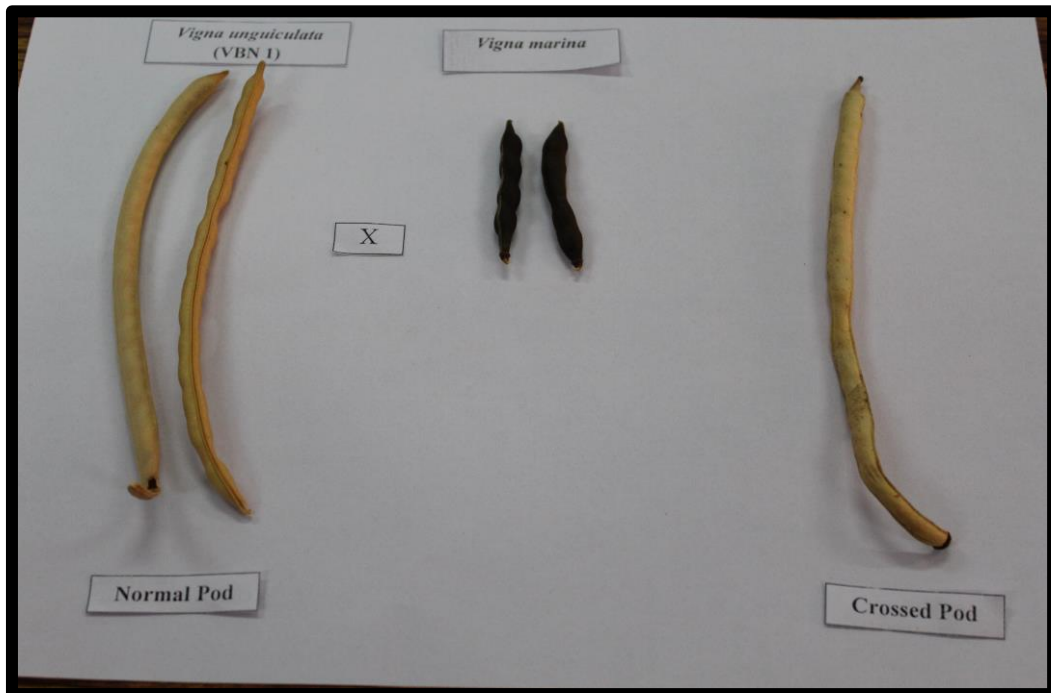 Vigna unguiculata
(VBN 1)
Vigna marina
X
Normal Pod
Crossed Pod